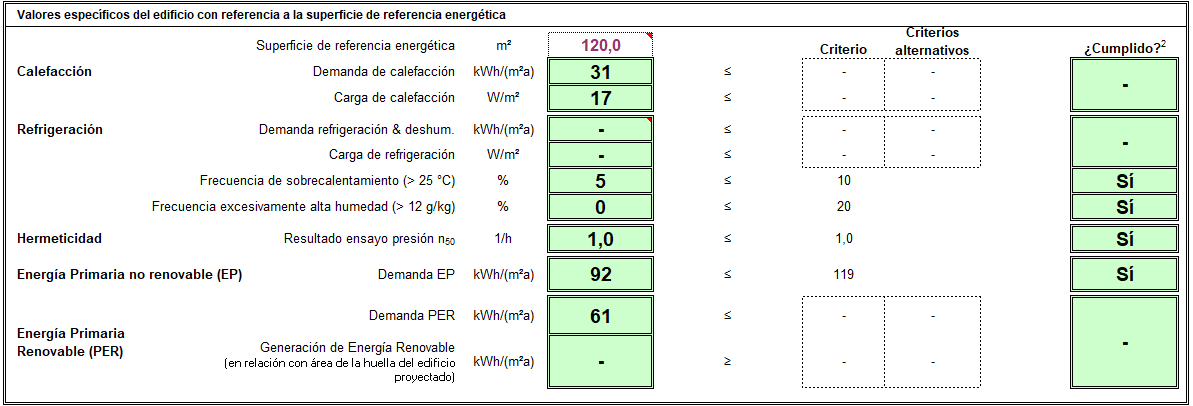 Valores específicos del edificio con referencia a la superficie de referencia energética
Superficie de referencia energética m² 120,0 Criterio Criterios alternativos ¿Cumplido?²
Calefacción Demanda de calefacción kWh/(m²a) 31 ≤ - - -
Carga de calefacción W/m² 17 ≤ - -
Refrigeración Demanda refrigeración & deshum. kWh/(m²a) - ≤ - - -
Carga de refrigeración W/m² - ≤ - -
Frecuencia de sobrecalentamiento (> 25 °C) % 5 ≤ 10 Sí
Frecuencia excesivamente alta humedad (> 12 g/kg) % 0 ≤ 20 Sí
Hermeticidad Resultado ensayo presión n₅₀ 1/h 1,0 ≤ 1,0 Sí
Energía Primaria no renovable (EP) Demanda EP kWh/(m²a) 92 ≤ 119 Sí
Energía Primaria
Renovable (PER)
Demanda PER kWh/(m²a) 61 ≤ - - -
Generación de Energía Renovable
(en relación con área de la huella del edificio
proyectado)
kWh/(m²a) - ≥ - -